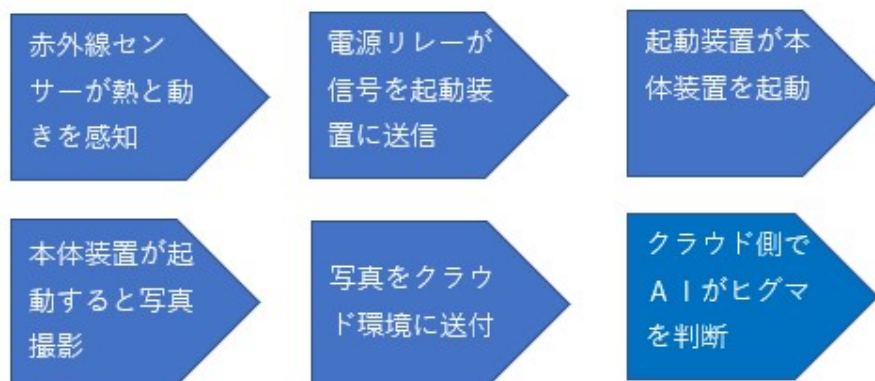 赤外線セン
サーが熱と動
きを感知
電源リレーが
信号を起動装
置に送信
起動装置が本
体装置を起動
本体装置が起
動すると写真
撮影
写真をクラウ
ド環境に送付
クラウド側で
ＡＩがヒグマ
を判断